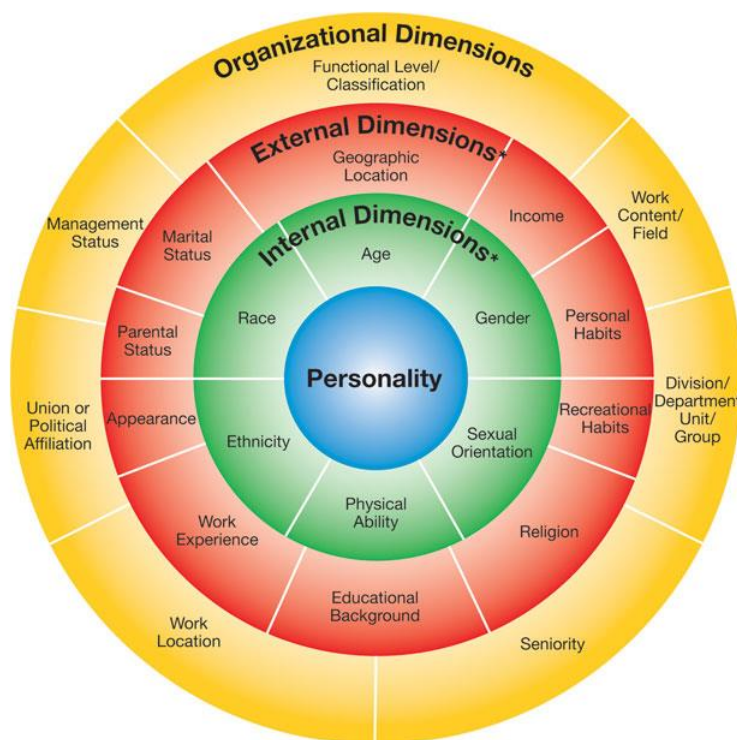 Organizational Dimensions
Functional Level/
Classification
Work
Content/
Field
Division/
Department
Unit/
Group
Seniority
Work
Location
Union or
Political
Affiliation
Management
Status
External Dimensions*
Geographic
Location
Income
Personal
Habits
Recreational
Habits
Religion
Educational
Background
Work
Experience
Appearance
Parental
Status
Marital
Status
Internal Dimensions*
Age
Gender
Sexual
Orientation
Physical
Ability
Ethnicity
Race
Personality